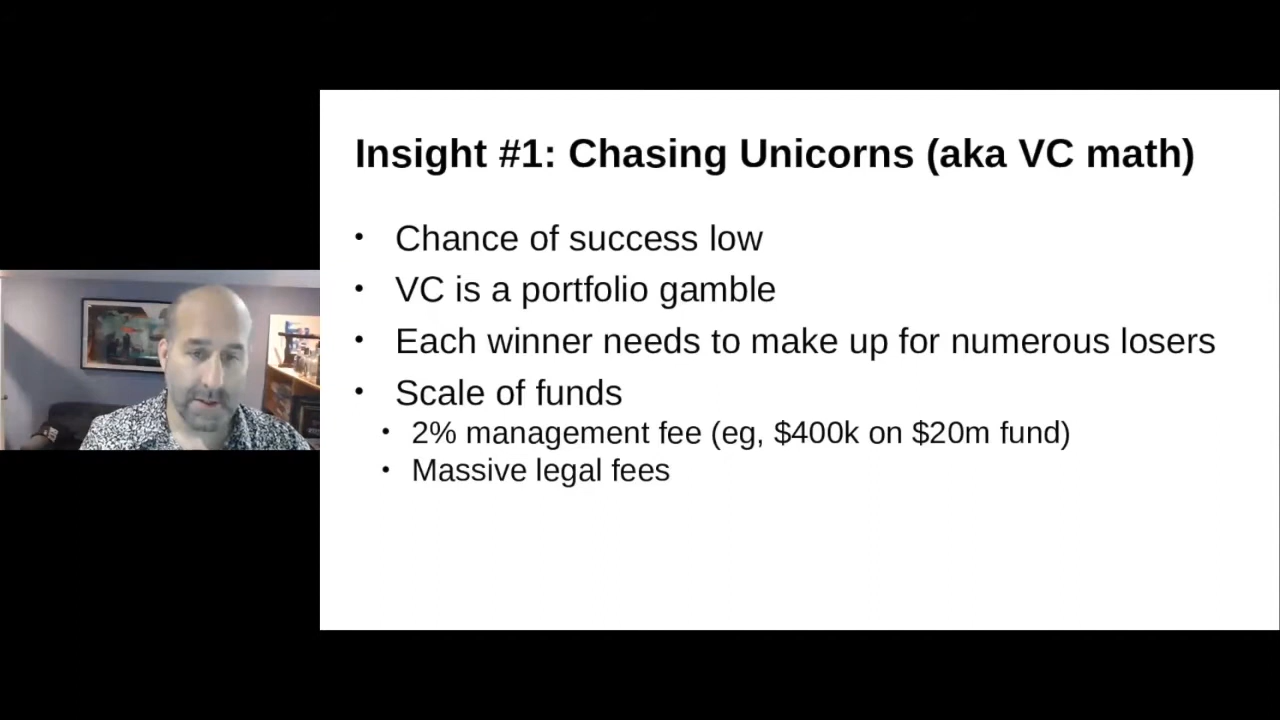 Insight #1: Chasing Unicorns (aka VC math)
• Chance of success low
• VC is a portfolio gamble
• Each winner needs to make up for numerous losers
• Scale of funds
• 2% management fee (eg, $400k on $20m fund)
• Massive legal fees